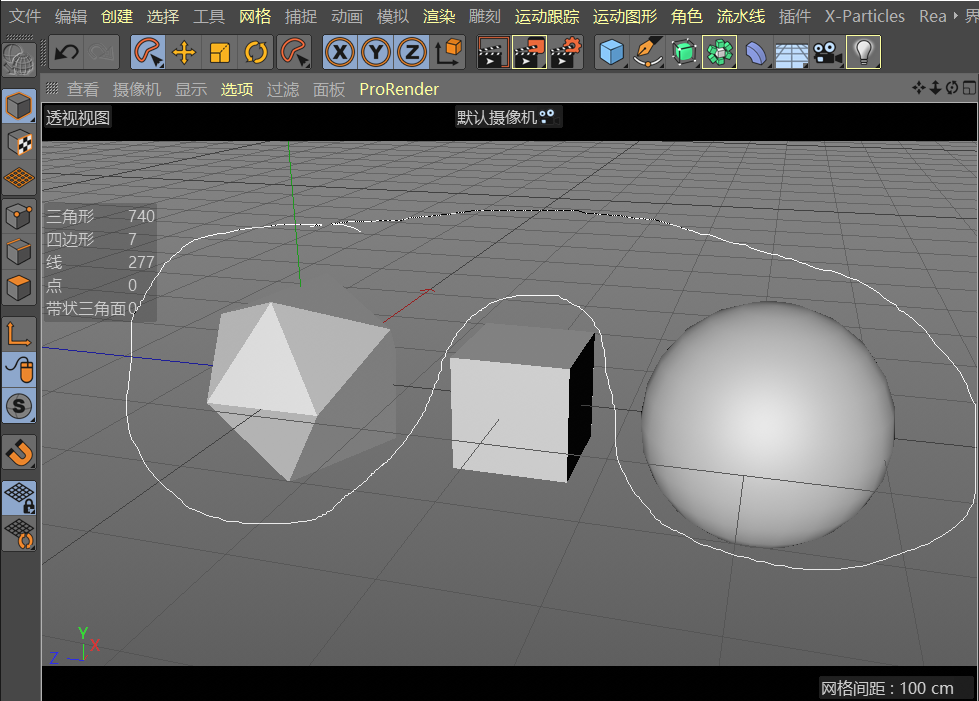 文件 编辑 创建 选择 工具 网格 捕捉 动画 模拟 渲染 雕刻 运动跟踪 运动图形 角色 流水线 插件 X-Particles Rea 界
X Y Z
查看 摄像机 显示 选项 过滤 面板 ProRender
透视视图 默认摄像机
三角形 740
四边形 7
线 277
点 0
带状三角面 0
S
Y
X
Z
网格间距 : 100 cm